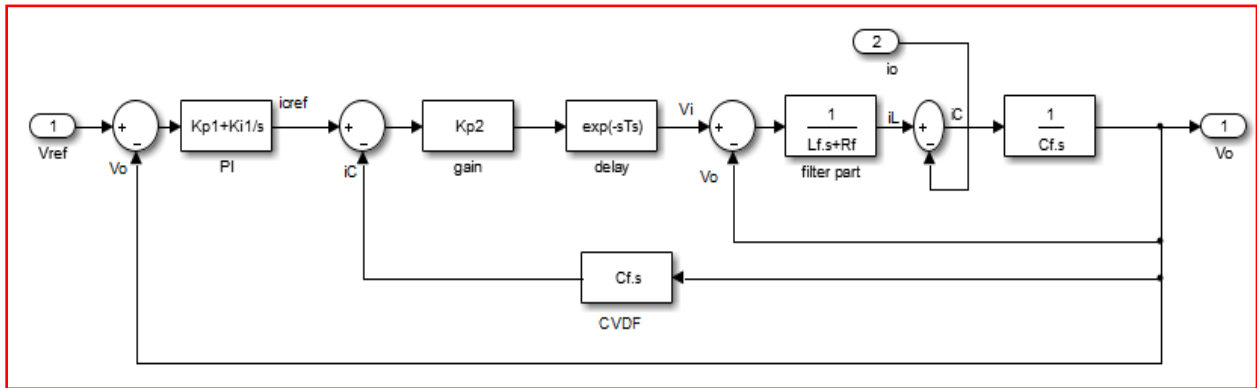 2
io
1
Vref
+
−
Vo
Kp1+Ki1/s
PI
icref
+
−
iC
Kp2
gain
exp(-sTs)
delay
Vi
+
−
Vo
1
Lf.s+Rf
filter part
iL
+
−
iC
1
Cf.s
1
Vo
Cf.s
CVDF